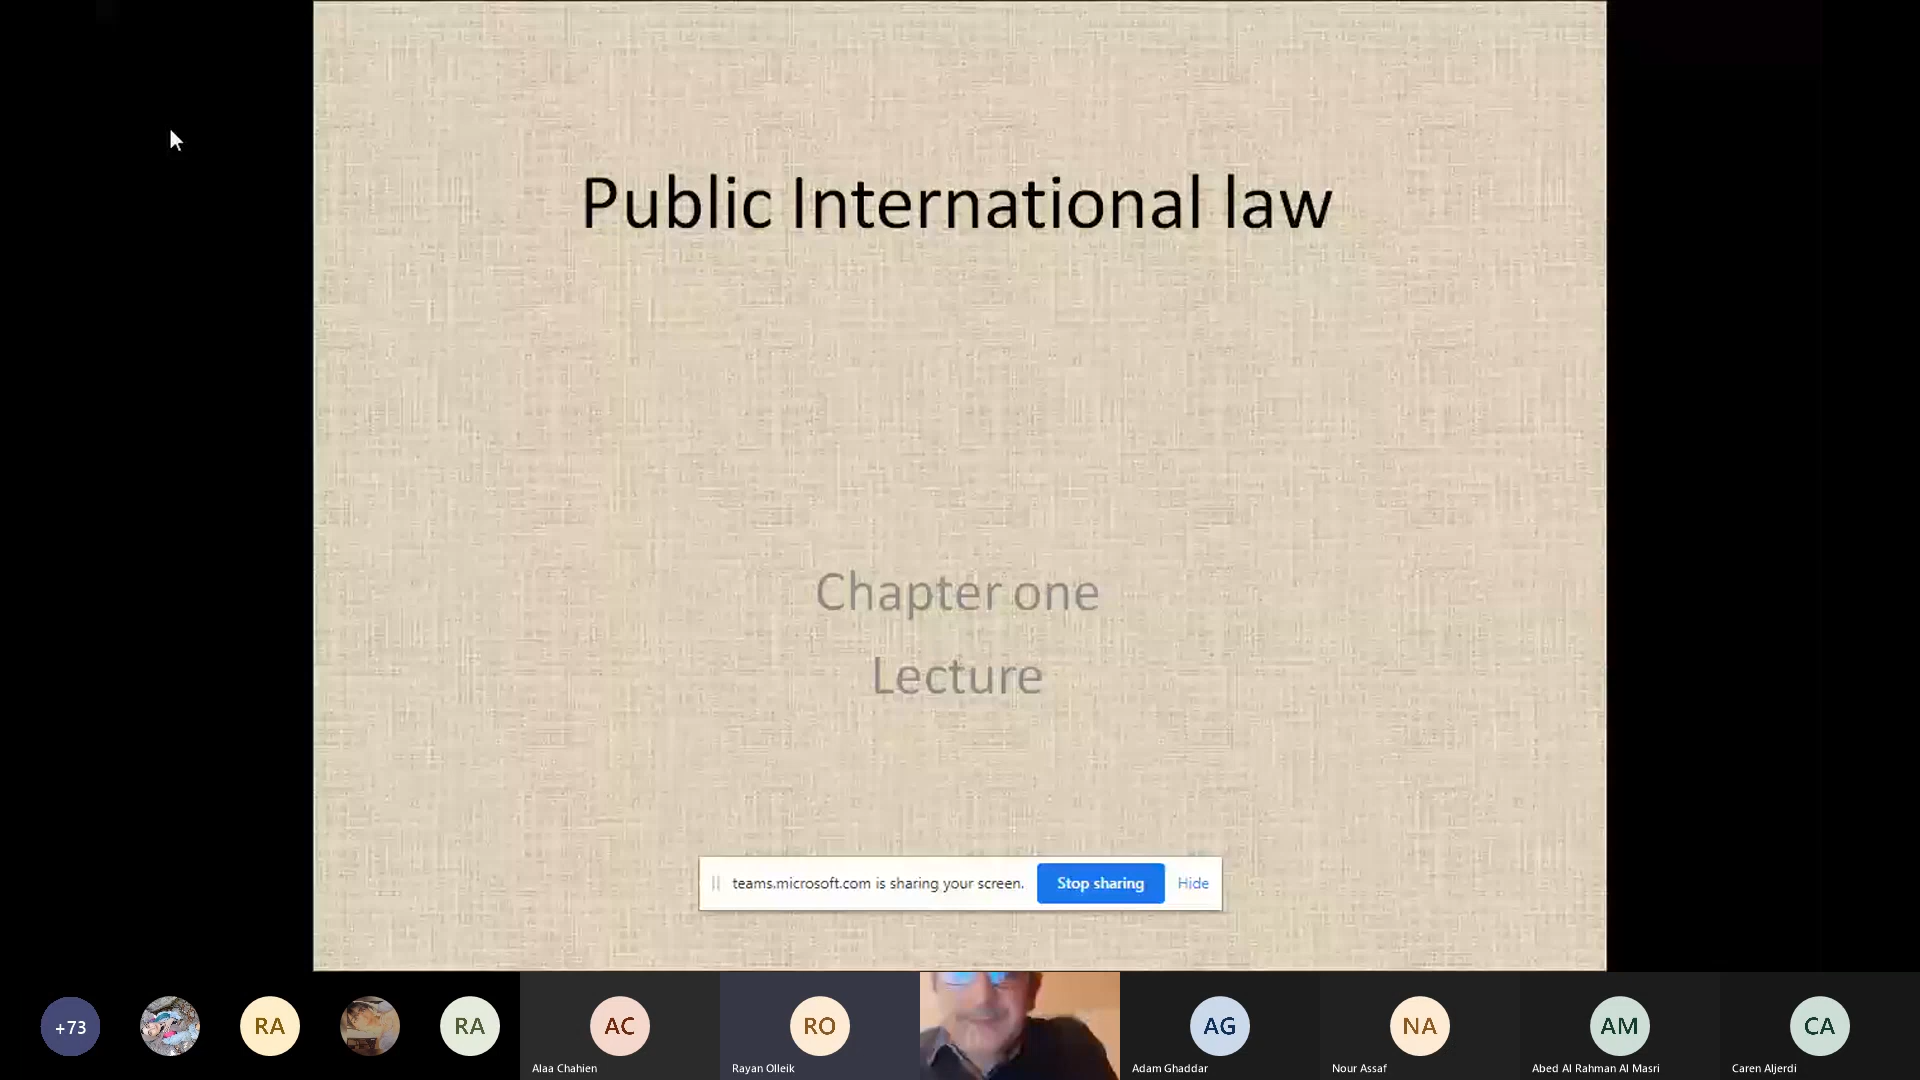 Public International law
Chapter one
Lecture
teams.microsoft.com is sharing your screen. Stop sharing Hide
+73 RA RA AC RO AG NA AM CA
Alaa Chahien Rayan Olleik Adam Ghaddar Nour Assaf Abed Al Rahman Al Masri Caren Aljerdi